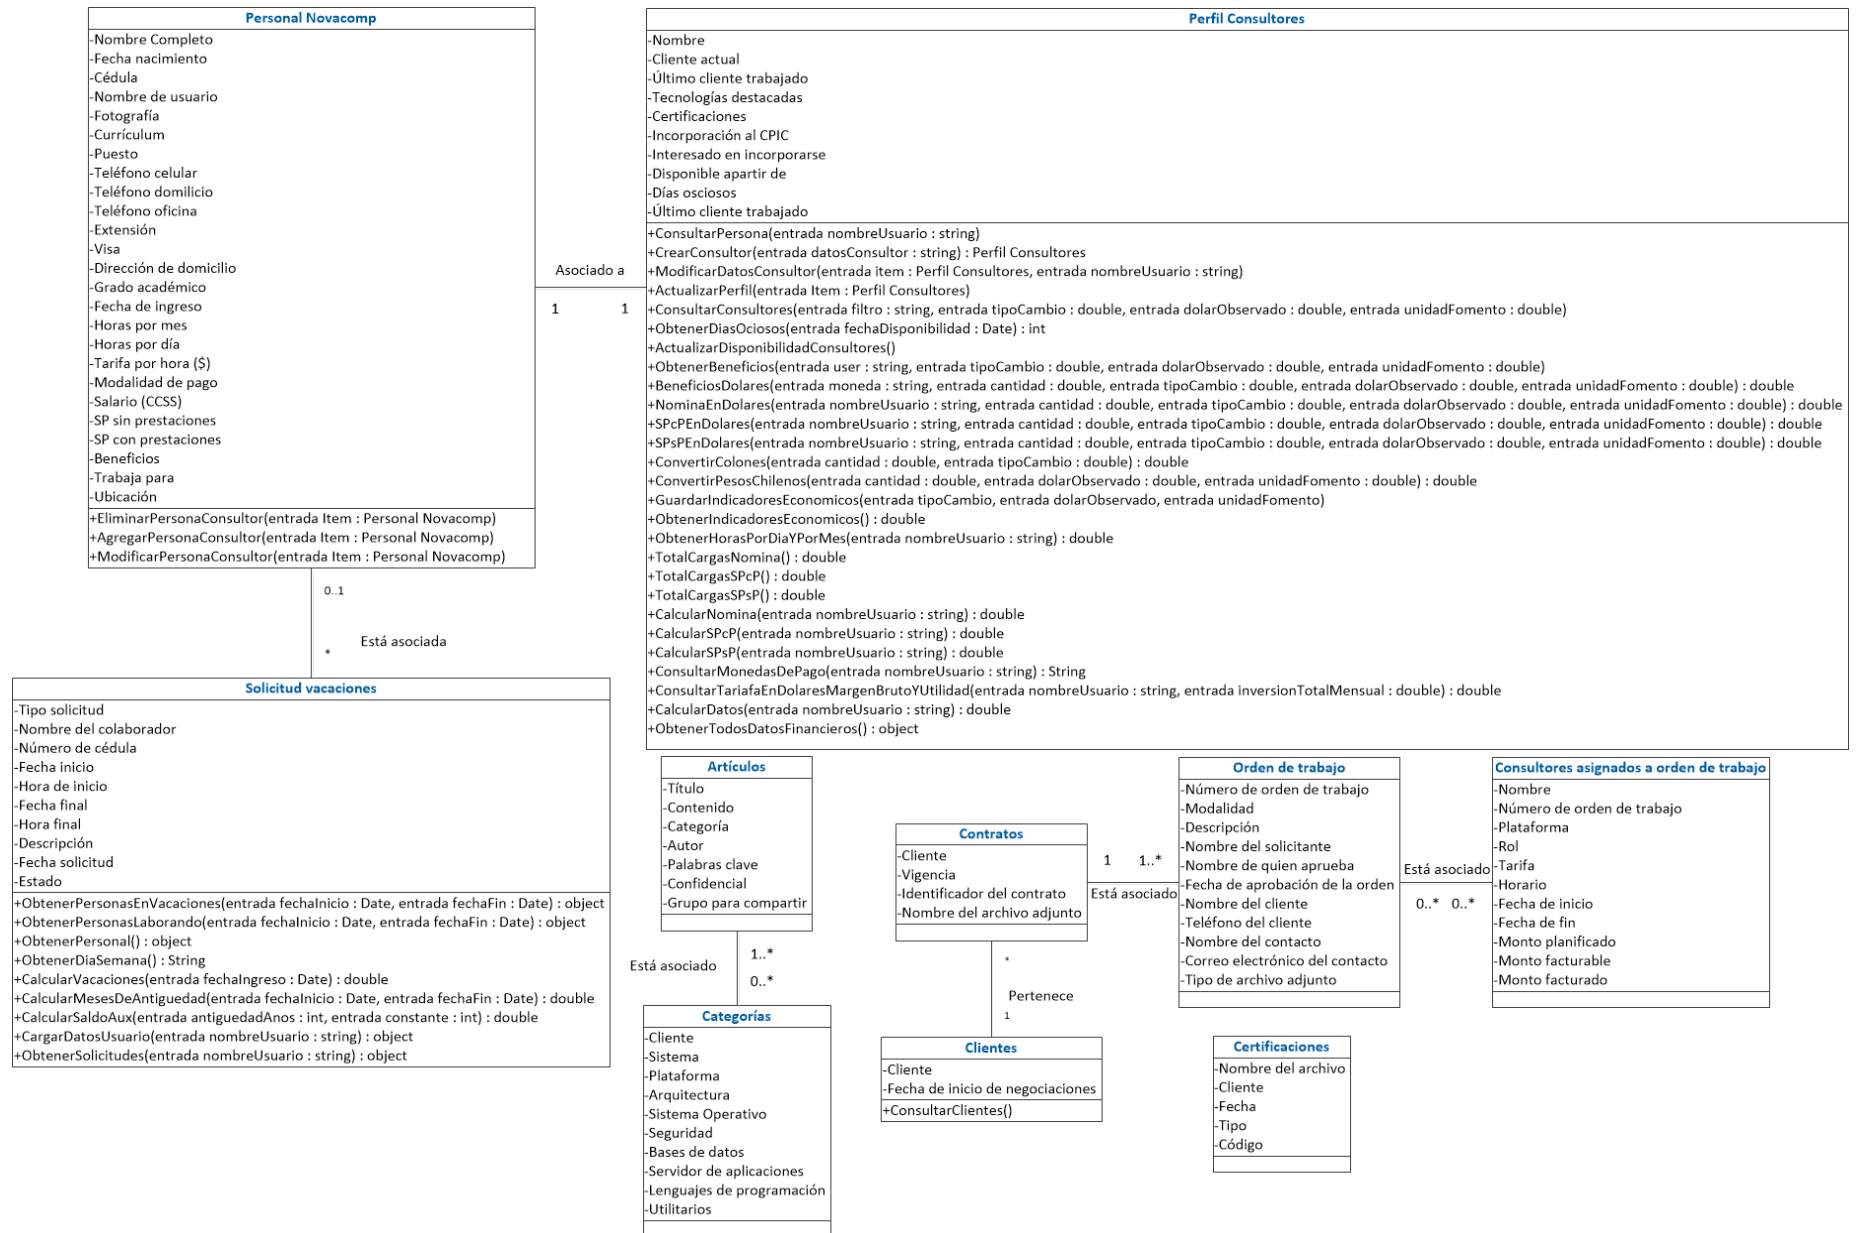 Personal Novacomp
-Nombre Completo
-Fecha nacimiento
-Cédula
-Nombre de usuario
-Fotografía
-Currículum
-Puesto
-Teléfono celular
-Teléfono domilicio
-Teléfono oficina
-Extensión
-Visa
-Dirección de domicilio
-Grado académico
-Fecha de ingreso
-Horas por mes
-Horas por día
-Tarifa por hora ($)
-Modalidad de pago
-Salario (CCSS)
-SP sin prestaciones
-SP con prestaciones
-Beneficios
-Trabaja para
-Ubicación
+EliminarPersonaConsultor(entrada Item : Personal Novacomp)
+AgregarPersonaConsultor(entrada Item : Personal Novacomp)
+ModificarPersonaConsultor(entrada Item : Personal Novacomp)
Asociado a
1
1
Perfil Consultores
-Nombre
-Cliente actual
-Último cliente trabajado
-Tecnologías destacadas
-Certificaciones
-Incorporación al CPIC
-Interesado en incorporarse
-Disponible apartir de
-Días osciosos
-Último cliente trabajado
+ConsultarPersona(entrada nombreUsuario : string)
+CrearConsultor(entrada datosConsultor : string) : Perfil Consultores
+ModificarDatosConsultor(entrada item : Perfil Consultores, entrada nombreUsuario : string)
+ActualizarPerfil(entrada Item : Perfil Consultores)
+ConsultarConsultores(entrada filtro : string, entrada tipoCambio : double, entrada dolarObservado : double, entrada unidadFomento : double)
+ObtenerDiasOciosos(entrada fechaDisponibilidad : Date) : int
+ActualizarDisponibilidadConsultores()
+ObtenerBeneficios(entrada user : string, entrada tipoCambio : double, entrada dolarObservado : double, entrada unidadFomento : double)
+BeneficiosDolares(entrada moneda : string, entrada cantidad : double, entrada tipoCambio : double, entrada dolarObservado : double, entrada unidadFomento : double) : double
+NominaEnDolares(entrada nombreUsuario : string, entrada cantidad : double, entrada tipoCambio : double, entrada dolarObservado : double, entrada unidadFomento : double) : double
+SPcPEnDolares(entrada nombreUsuario : string, entrada cantidad : double, entrada tipoCambio : double, entrada dolarObservado : double, entrada unidadFomento : double) : double
+SPsPEnDolares(entrada nombreUsuario : string, entrada cantidad : double, entrada tipoCambio : double, entrada dolarObservado : double, entrada unidadFomento : double) : double
+ConvertirColones(entrada cantidad : double, entrada tipoCambio : double) : double
+ConvertirPesosChilenos(entrada cantidad : double, entrada dolarObservado : double, entrada unidadFomento : double) : double
+GuardarIndicadoresEconomicos(entrada tipoCambio, entrada dolarObservado, entrada unidadFomento)
+ObtenerIndicadoresEconomicos() : double
+ObtenerHorasPorDiaYPorMes(entrada nombreUsuario : string) : double
+TotalCargasNomina() : double
+TotalCargasSPcP() : double
+TotalCargasSPsP() : double
+CalcularNomina(entrada nombreUsuario : string) : double
+CalcularSPcP(entrada nombreUsuario : string) : double
+CalcularSPsP(entrada nombreUsuario : string) : double
+ConsultarMonedasDePago(entrada nombreUsuario : string) : String
+ConsultarTariafaEnDolaresMargenBrutoYUtilidad(entrada nombreUsuario : string, entrada inversionTotalMensual : double) : double
+CalcularDatos(entrada nombreUsuario : string) : double
+ObtenerTodosDatosFinancieros() : object
0..1
Está asociada
*
Solicitud vacaciones
-Tipo solicitud
-Nombre del colaborador
-Número de cédula
-Fecha inicio
-Hora de inicio
-Fecha final
-Hora final
-Descripción
-Fecha solicitud
-Estado
+ObtenerPersonasEnVacaciones(entrada fechaInicio : Date, entrada fechaFin : Date) : object
+ObtenerPersonasLaborando(entrada fechaInicio : Date, entrada fechaFin : Date) : object
+ObtenerPersonal() : object
+ObtenerDiaSemana() : String
+CalcularVacaciones(entrada fechaIngreso : Date) : double
+CalcularMesesDeAntiguedad(entrada fechaInicio : Date, entrada fechaFin : Date) : double
+CalcularSaldoAux(entrada antiguedadAnos : int, entrada constante : int) : double
+CargarDatosUsuario(entrada nombreUsuario : string) : object
+ObtenerSolicitudes(entrada nombreUsuario : string) : object
Artículos
-Título
-Contenido
-Categoría
-Autor
-Palabras clave
-Confidencial
-Grupo para compartir
Está asociado
1..*
0..*
Categorías
-Cliente
-Sistema
-Plataforma
-Arquitectura
-Sistema Operativo
-Seguridad
-Bases de datos
-Servidor de aplicaciones
-Lenguajes de programación
-Utilitarios
Contratos
-Cliente
-Vigencia
-Identificador del contrato
-Nombre del archivo adjunto
1
1..*
Está asociado
*
Pertenece
1
Clientes
-Cliente
-Fecha de inicio de negociaciones
+ConsultarClientes()
Orden de trabajo
-Número de orden de trabajo
-Modalidad
-Descripción
-Nombre del solicitante
-Nombre de quien aprueba
-Fecha de aprobación de la orden
-Nombre del cliente
-Teléfono del cliente
-Nombre del contacto
-Correo electrónico del contacto
-Tipo de archivo adjunto
Está asociado
0..*
0..*
Consultores asignados a orden de trabajo
-Nombre
-Número de orden de trabajo
-Plataforma
-Rol
-Tarifa
-Horario
-Fecha de inicio
-Fecha de fin
-Monto planificado
-Monto facturable
-Monto facturado
Certificaciones
-Nombre del archivo
-Cliente
-Fecha
-Tipo
-Código